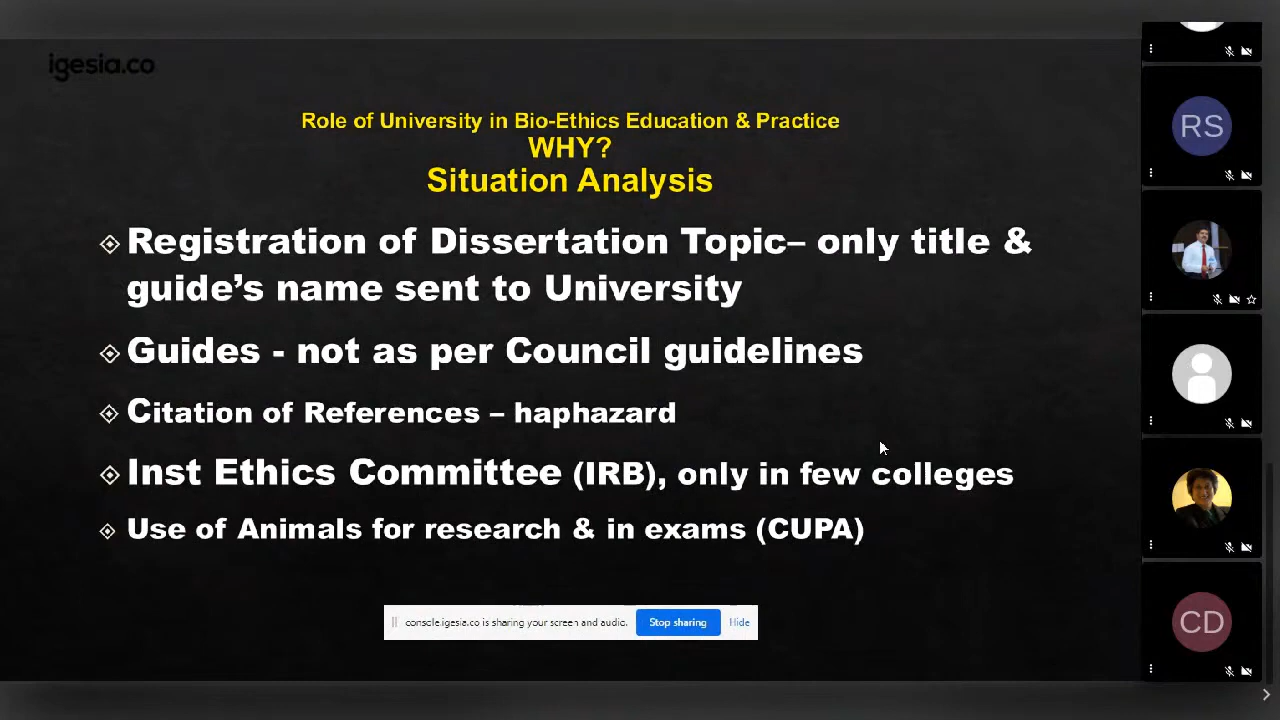 igesia.co
Role of University in Bio-Ethics Education & Practice
WHY?
Situation Analysis
Registration of Dissertation Topic– only title &
guide’s name sent to University
Guides - not as per Council guidelines
Citation of References – haphazard
Inst Ethics Committee (IRB), only in few colleges
Use of Animals for research & in exams (CUPA)
console.igesia.co is sharing your screen and audio. Stop sharing Hide
RS
CD